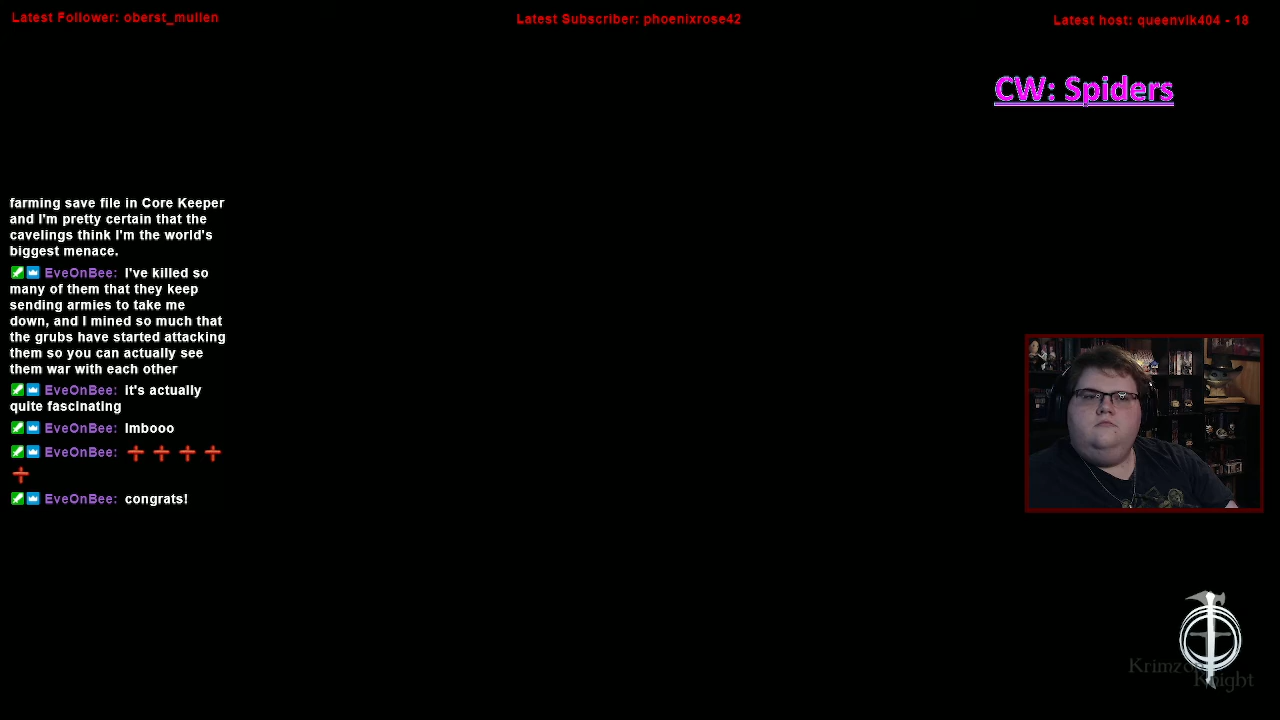 Latest Follower: oberst_mullen
Latest Subscriber: phoenixrose42
Latest host: queenvik404 - 18
CW: Spiders
farming save file in Core Keeper
and I'm pretty certain that the
cavelings think I'm the world's
biggest menace.
EveOnBee: I've killed so
many of them that they keep
sending armies to take me
down, and I mined so much that
the grubs have started attacking
them so you can actually see
them war with each other
EveOnBee: it's actually
quite fascinating
EveOnBee: lmbooo
EveOnBee:
EveOnBee: congrats!
Krimzon
Knight